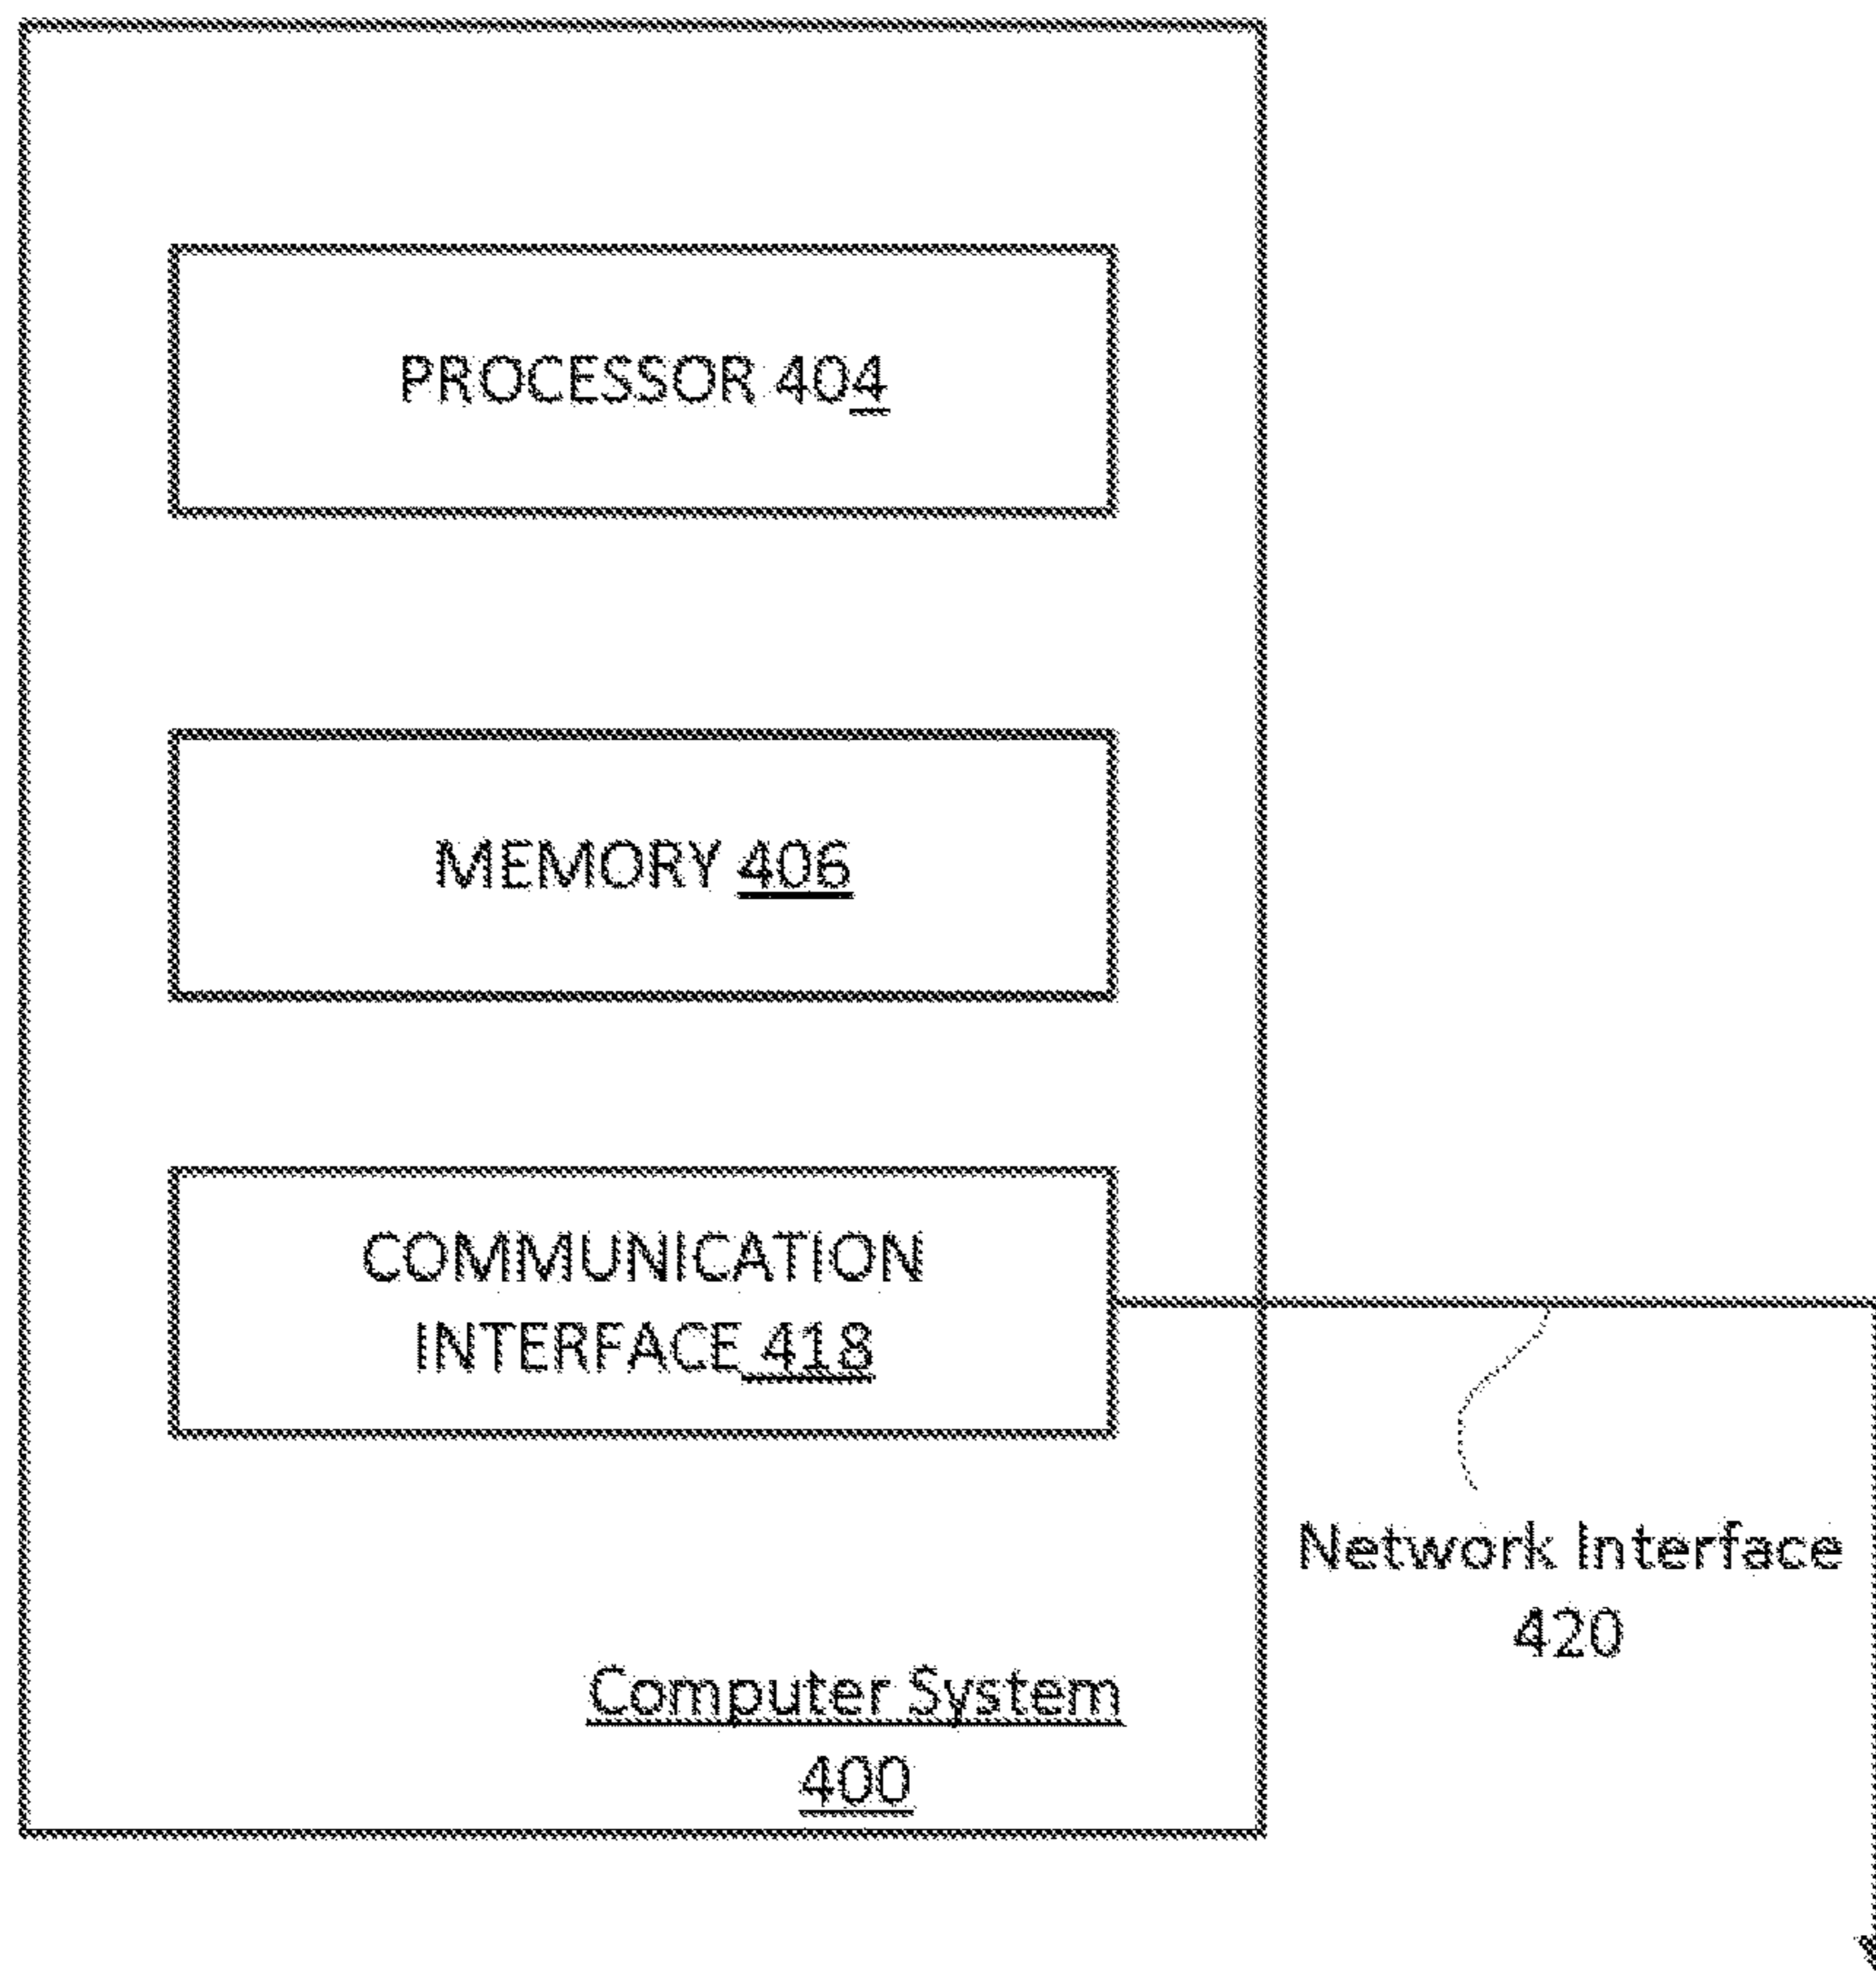 PROCESSOR 404
MEMORY 406
COMMUNICATION
INTERFACE 418
Network Interface
420
Computer System
400